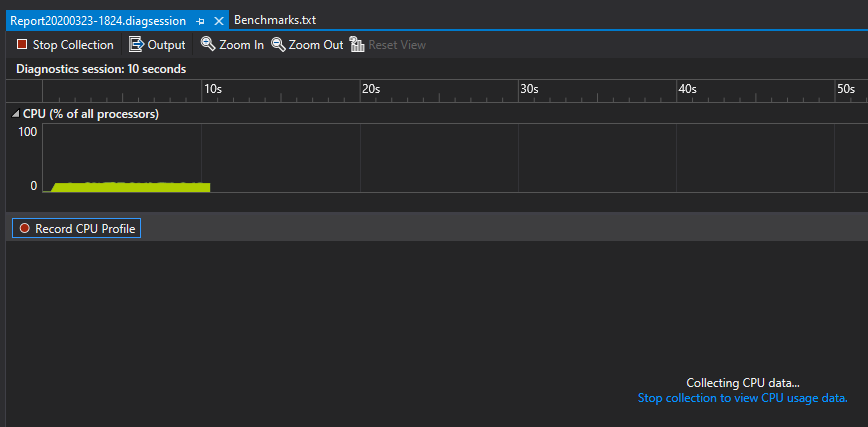 Report20200323-1824.diagsession Benchmarks.txt
Stop Collection Output Zoom In Zoom Out Reset View
Diagnostics session: 10 seconds
10s 20s 30s 40s 50s
CPU (% of all processors)
100
0
Record CPU Profile
Collecting CPU data...
Stop collection to view CPU usage data.